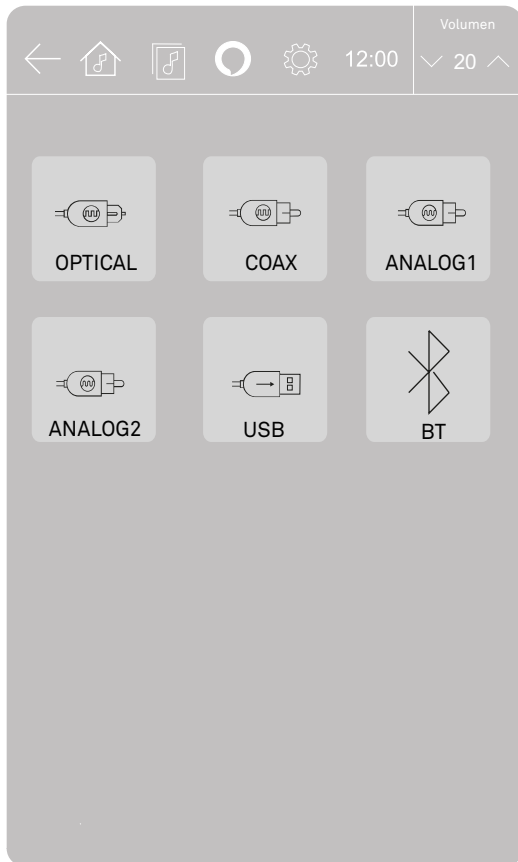 Volumen
12:00
20
OPTICAL
COAX
ANALOG1
ANALOG2
USB
BT